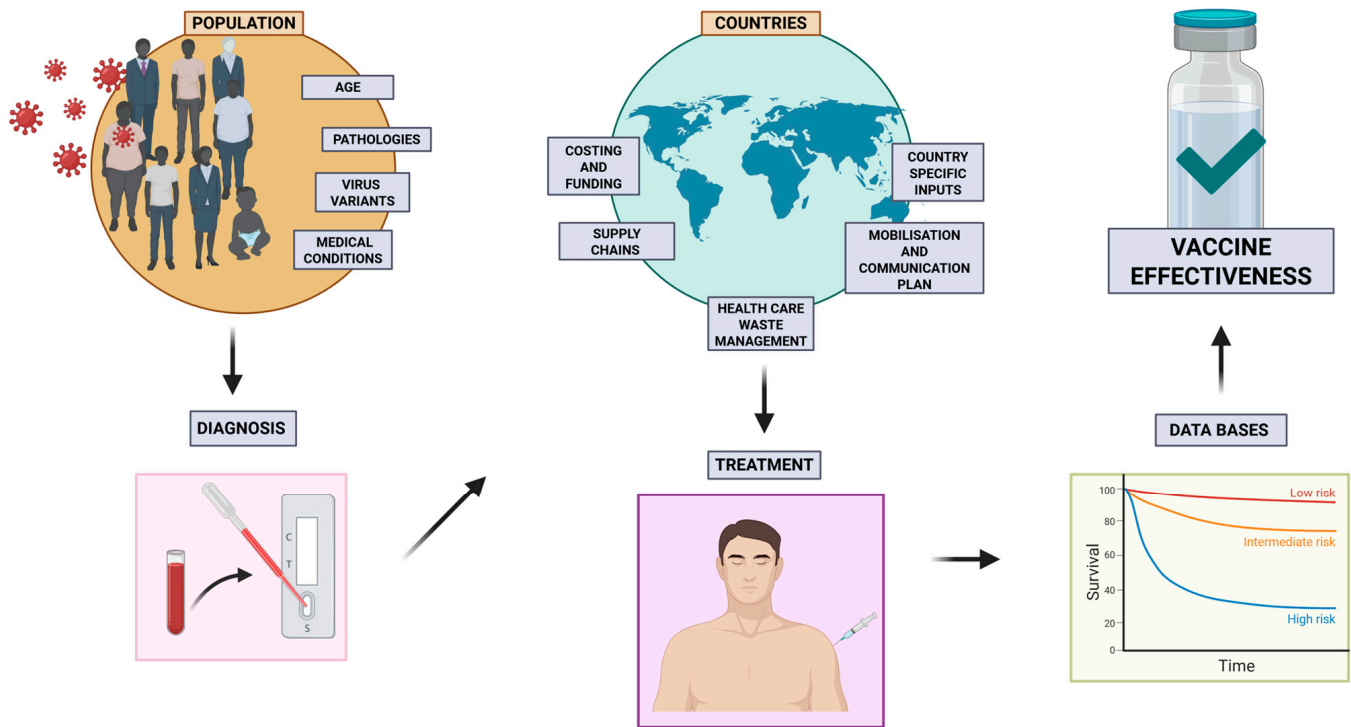 POPULATION
AGE
PATHOLOGIES
VIRUS
VARIANTS
MEDICAL
CONDITIONS
DIAGNOSIS
C
T
S
COUNTRIES
COSTING
AND
FUNDING
COUNTRY
SPECIFIC
INPUTS
SUPPLY
CHAINS
MOBILISATION
AND
COMMUNICATION
PLAN
HEALTH CARE
WASTE
MANAGEMENT
TREATMENT
VACCINE
EFFECTIVENESS
DATA BASES
100
80
60
40
20
0
Survival
Low risk
Intermediate risk
High risk
Time